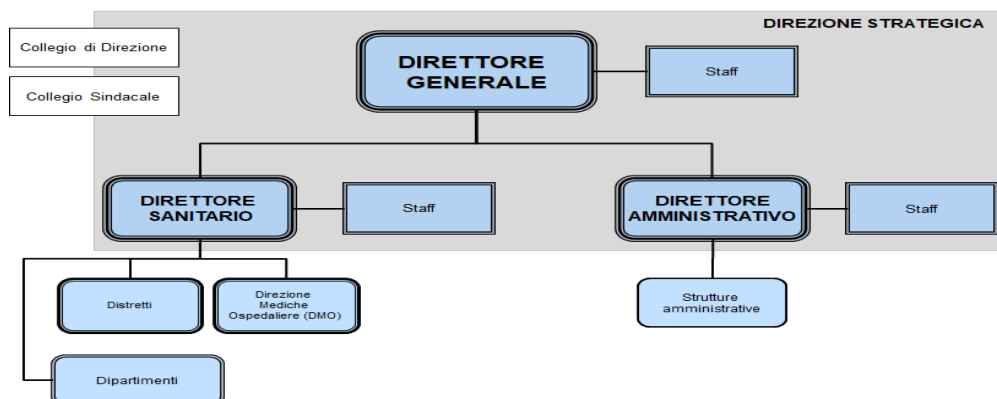 DIREZIONE STRATEGICA
Collegio di Direzione
Collegio Sindacale
DIRETTORE
GENERALE
Staff
DIRETTORE
SANITARIO
Staff
DIRETTORE
AMMINISTRATIVO
Staff
Distretti
Direzione
Mediche
Ospedaliere (DMO)
Strutture
amministrative
Dipartimenti